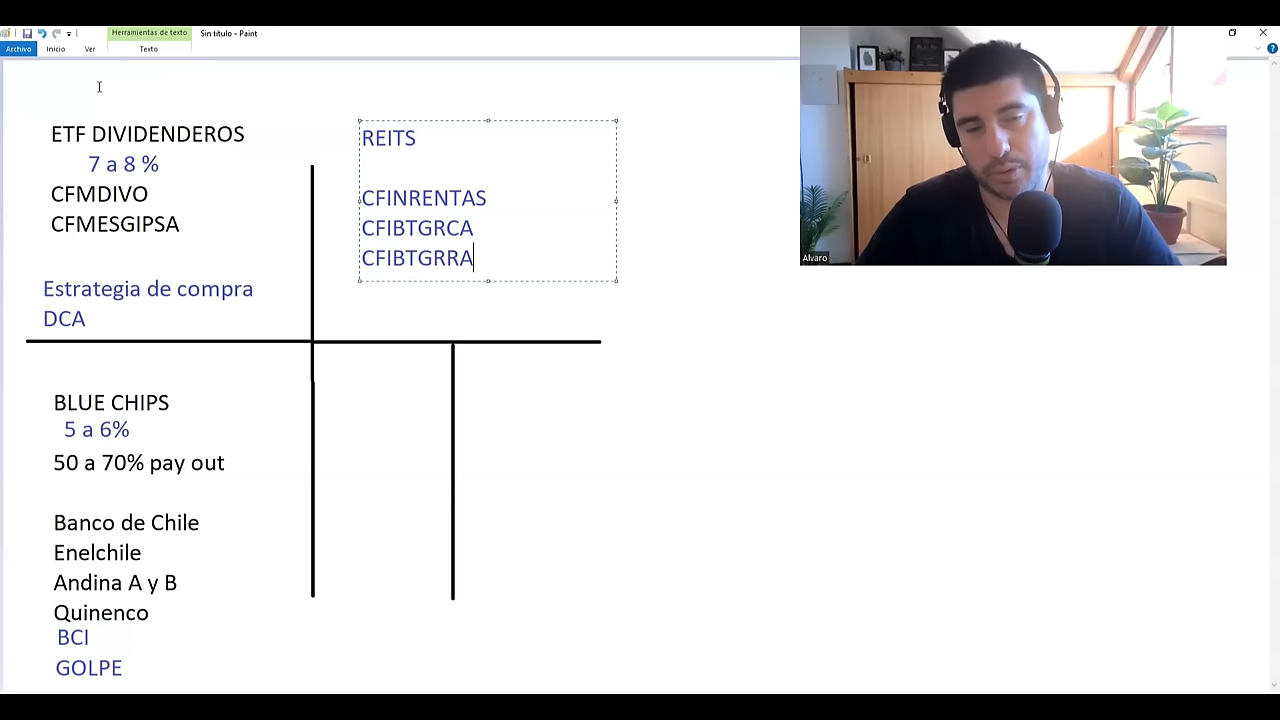 Herramientas de texto
Sin título - Paint
Archivo
Inicio
Ver
Texto
ETF DIVIDENDEROS
7 a 8 %
CFMDIVO
CFMESGIPSA
Estrategia de compra
DCA
REITS
CFINRENTAS
CFIBTGRCA
CFIBTGRRA
Alvaro
BLUE CHIPS
5 a 6%
50 a 70% pay out
Banco de Chile
Enelchile
Andina A y B
Quinenco
BCI
GOLPE